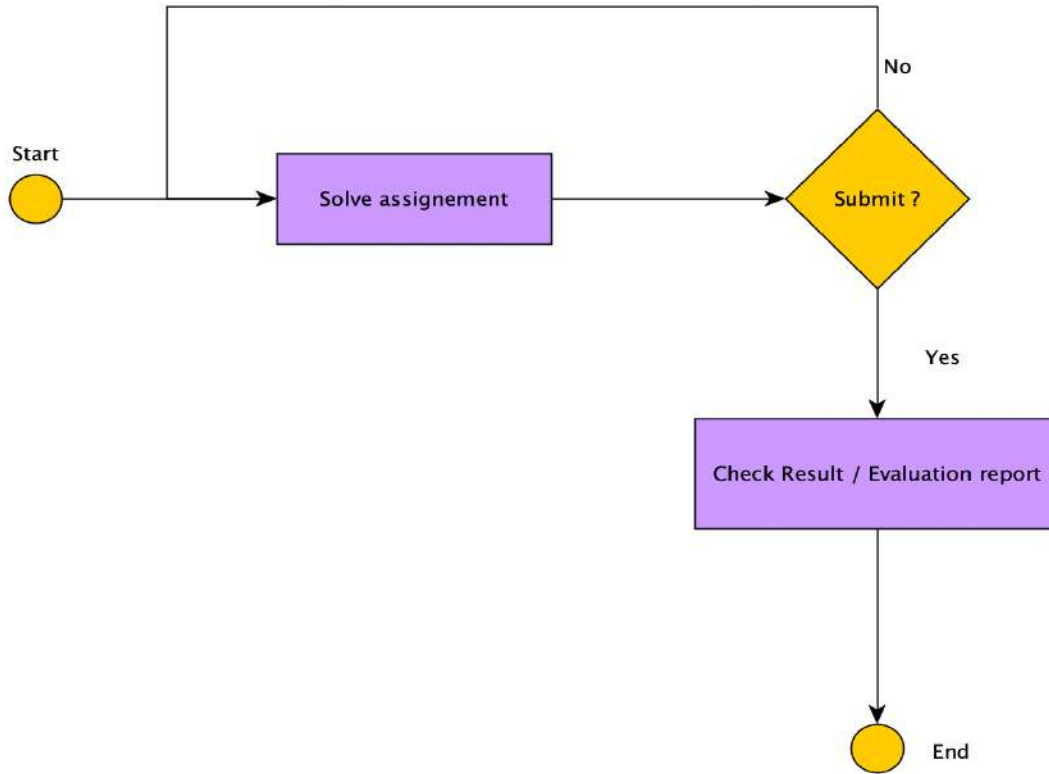 No
Start
Solve assignement
Submit ?
Yes
Check Result / Evaluation report
End